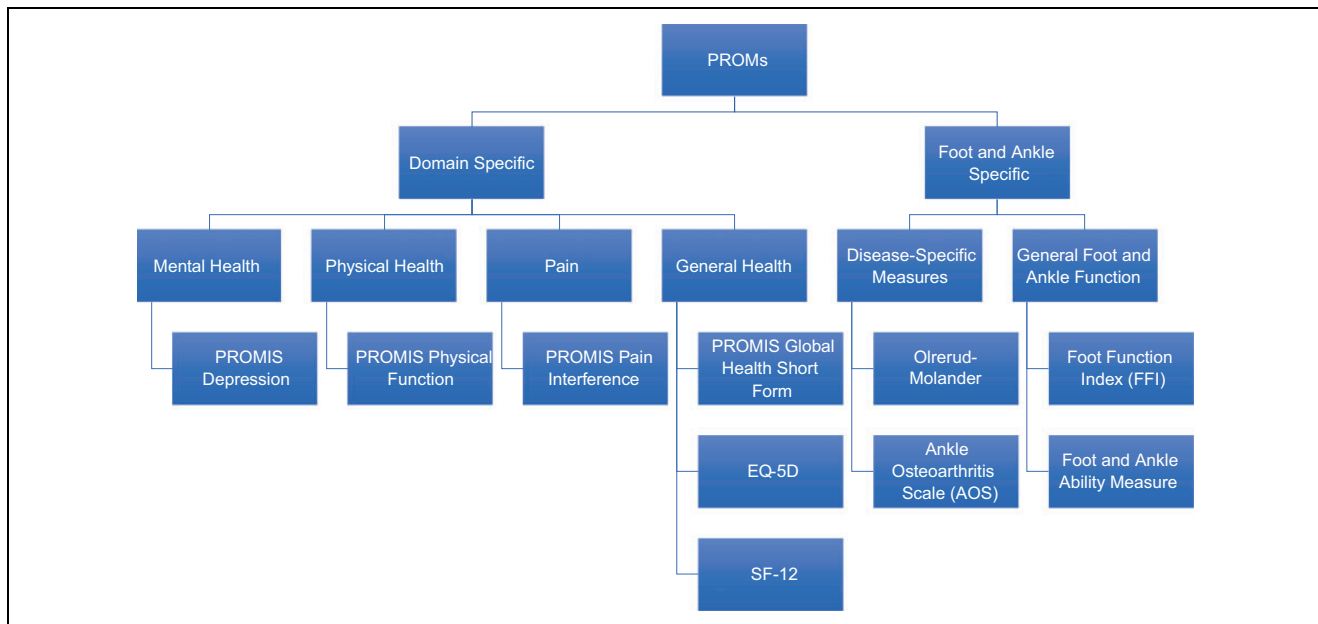 PROMs
Domain Specific
Foot and Ankle
Specific
Mental Health
Physical Health
Pain
General Health
Disease-Specific
Measures
General Foot and
Ankle Function
PROMIS
Depression
PROMIS Physical
Function
PROMIS Pain
Interference
PROMIS Global
Health Short
Form
Olrerud-
Molander
Foot Function
Index (FFI)
EQ-5D
Ankle
Osteoarthritis
Scale (AOS)
Foot and Ankle
Ability Measure
SF-12